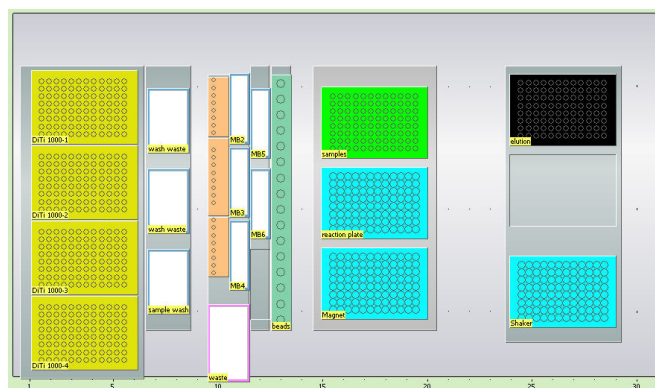 DiTi 1000-1
DiTi 1000-2
DiTi 1000-3
DiTi 1000-4
wash waste
wash waste
sample wash
MB2
MB3
MB4
waste
MB5
MB6
beads
samples
reaction plate
Magnet
elution
Shaker
1 5 10 15 20 25 30